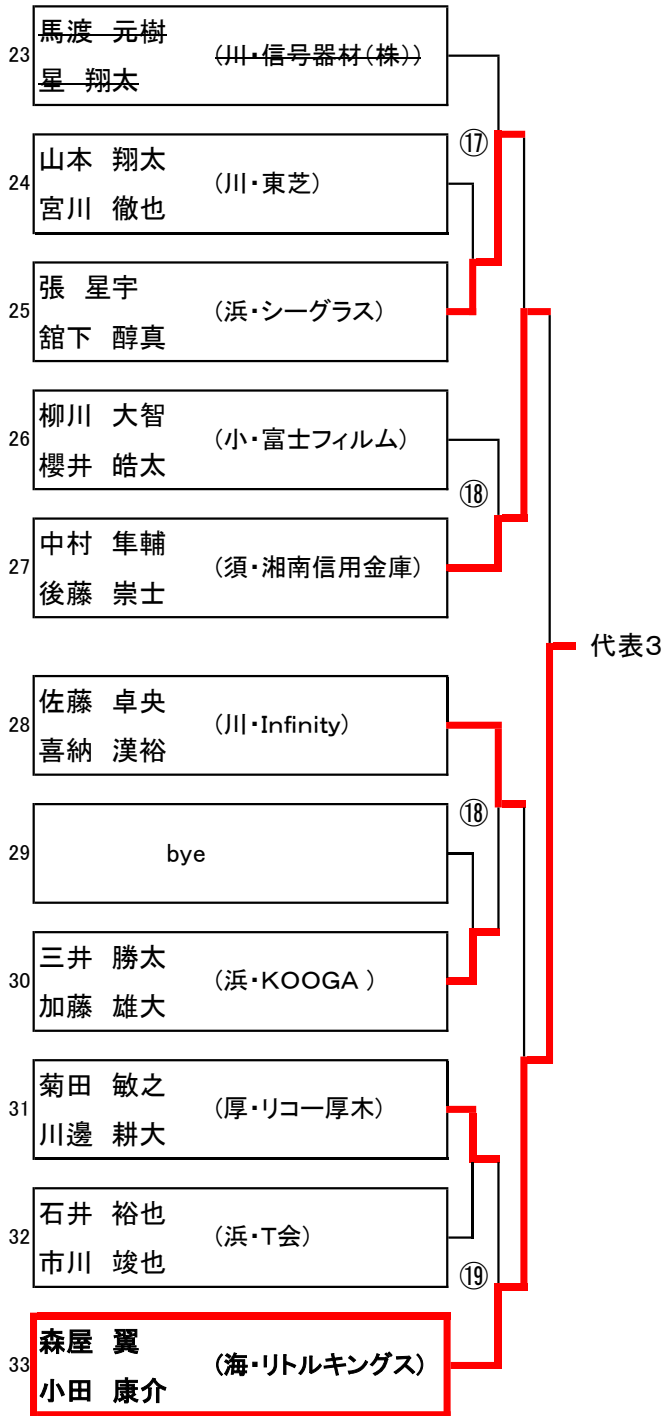 23 馬渡 元樹 (川・信号器材(株))
星 翔太
⑰
24 山本 翔太 (川・東芝)
宮川 徹也
25 張 星宇 (浜・シーグラス)
舘下 醇真
26 柳川 大智 (小・富士フィルム)
櫻井 皓太
⑱
27 中村 隼輔 (須・湘南信用金庫)
後藤 崇士
代表3
28 佐藤 卓央 (川・Infinity)
喜納 漢裕
⑱
29 bye
30 三井 勝太 (浜・KOOGA )
加藤 雄大
31 菊田 敏之 (厚・リコー厚木)
川邊 耕大
32 石井 裕也 (浜・T会)
市川 竣也
⑲
33 森屋 翼 (海・リトルキングス)
小田 康介